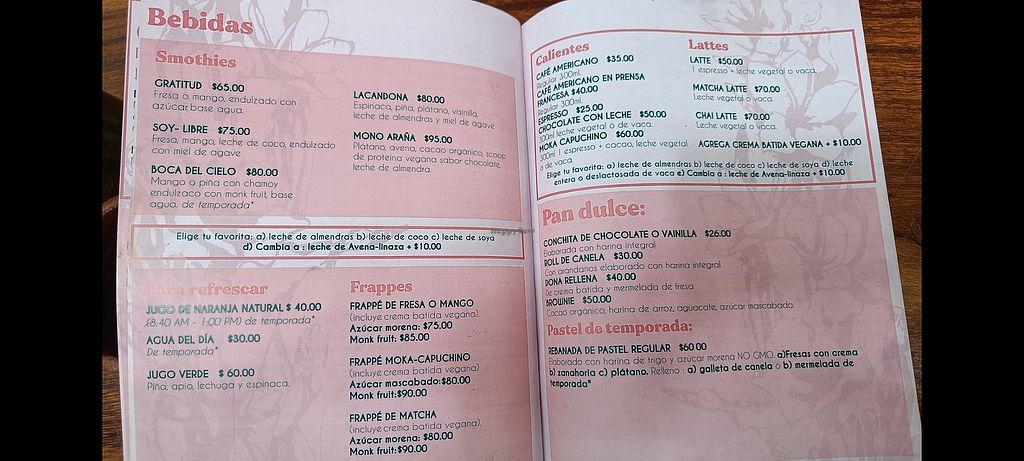 Bebidas
Smothies
GRATITUD $65.00
Fresa o mango, endulzado con
azúcar base agua.
SOY- LIBRE $75.00
Fresa, mango, leche de coco, endulzado
con miel de agave
BOCA DEL CIELO $80.00
Mango o piña con chamoy
endulzaco con monk fruit, base
agua. de temporada*
LACANDONA $80.00
Espinaca, piña, plátano, vainilla,
leche de almendras y miel de agave
MONO ARAÑA $95.00
Plátano, avena, cacao orgánico, scoop
de proteína vegana sabor chocolate,
leche de almendra.
Elige tu favorita: a) leche de almendras b) leche de coco c) leche de soya
d) Cambia a : leche de Avena-linaza + $10.00
Para refrescar
JUGO DE NARANJA NATURAL $ 40.00
(8:40 AM - 1:00 PM) de temporada*
AGUA DEL DÍA $30.00
De temporada*
JUGO VERDE $ 60.00
Piña, apio, lechuga y espinaca.
Frappes
FRAPPÉ DE FRESA O MANGO
(incluye crema batida vegana).
Azúcar morena: $75.00
Monk fruit: $85.00
FRAPPÉ MOKA-CAPUCHINO
(incluye crema batida vegana)
Azúcar mascabado:$80.00
Monk fruit:$90.00
FRAPPÉ DE MATCHA
(incluye crema batida vegana).
Azúcar morena: $80.00
Monk fruit:$90.00
Calientes
CAFÉ AMERICANO $35.00
Regular 300ml.
CAFÉ AMERICANO EN PRENSA
FRANCESA $40.00
Regular 300ml.
ESPRESSO $25.00
CHOCOLATE CON LECHE $50.00
300ml leche vegetal ó de vaca.
MOKA CAPUCHINO $60.00
300ml 1 espresso + cacao, leche vegetal
o de vaca.
Lattes
LATTE $50.00
1 espresso + leche vegetal o vaca.
MATCHA LATTE $70.00
Leche vegetal o vaca.
CHAI LATTE $70.00
Leche vegetal o vaca.
AGREGA CREMA BATIDA VEGANA + $10.00
Elige tu favorita: a) leche de almendras b) leche de coco c) leche de soya d) leche
entera o deslactosada de vaca e) Cambia a : leche de Avena-linaza + $10.00
Pan dulce:
CONCHITA DE CHOCOLATE O VAINILLA $26.00
Elaborada con harina integral
ROLL DE CANELA $30.00
Con arándanos elaborado con harina integral
DONA RELLENA $40.00
De crema batida y mermelada de fresa
BROWNIE $50.00
Cacao orgánico, harina de arroz, aguacate, azúcar mascabado.
Pastel de temporada:
REBANADA DE PASTEL REGULAR $60.00
Elaborado con harina de trigo y azúcar morena NO GMO. a)Fresas con crema
b) zanahoria c) plátano. Relleno : a) galleta de canela ó b) mermelada de
temporada*